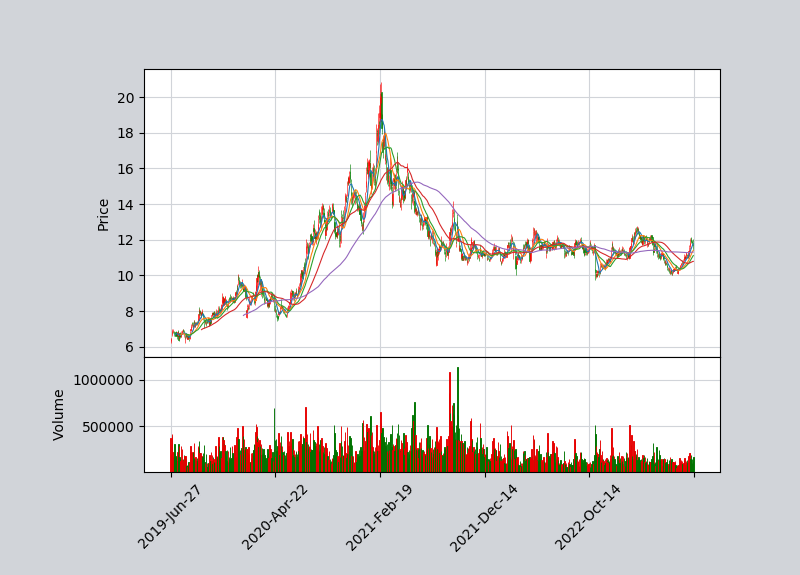 Price
20
18
16
14
12
10
8
6
Volume
1000000
500000
2019-Jun-27
2020-Apr-22
2021-Feb-19
2021-Dec-14
2022-Oct-14